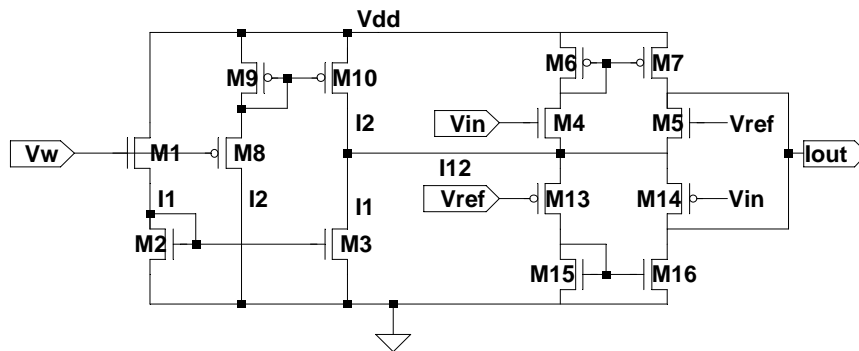 Vdd
M9
M10
M6
M7
Vw
M1
M8
I2
Vin
M4
M5
Vref
Iout
I12
I1
I2
I1
Vref
M13
M14
Vin
M2
M3
M15
M16